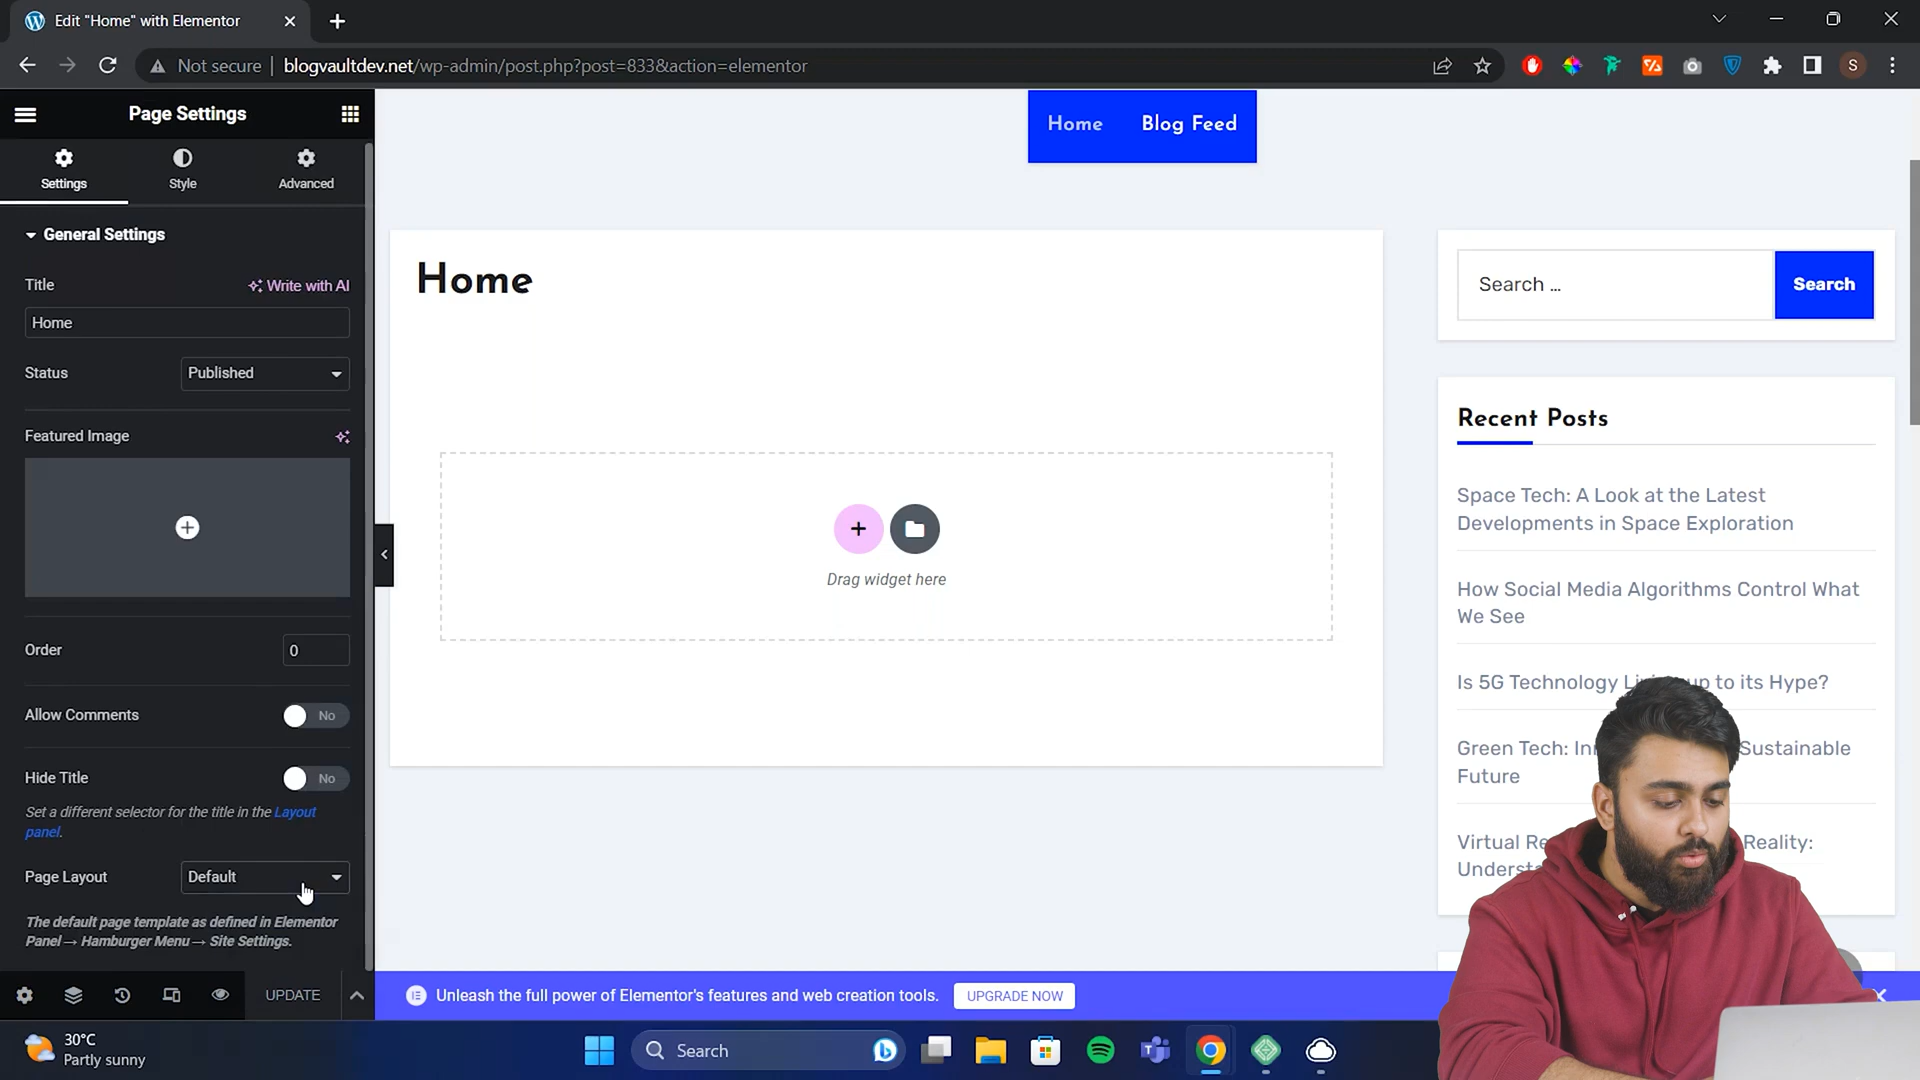 Edit "Home" with Elementor
Not secure | blogvaultdev.net/wp-admin/post.php?post=833&action=elementor
S
Page Settings
Settings
Style
Advanced
General Settings
Title
Write with AI
Home
Status
Published
Featured Image
Order
0
Allow Comments
No
Hide Title
No
Set a different selector for the title in the Layout
panel.
Page Layout
Default
The default page template as defined in Elementor
Panel → Hamburger Menu → Site Settings.
UPDATE
Home
Blog Feed
Home
Drag widget here
Search ...
Search
Recent Posts
Space Tech: A Look at the Latest
Developments in Space Exploration
How Social Media Algorithms Control What
We See
Is 5G Technology up to its Hype?
Green Tech: Sustainable
Future
Virtual Reality:
Unleash the full power of Elementor's features and web creation tools.
UPGRADE NOW
30°C
Partly sunny
Search